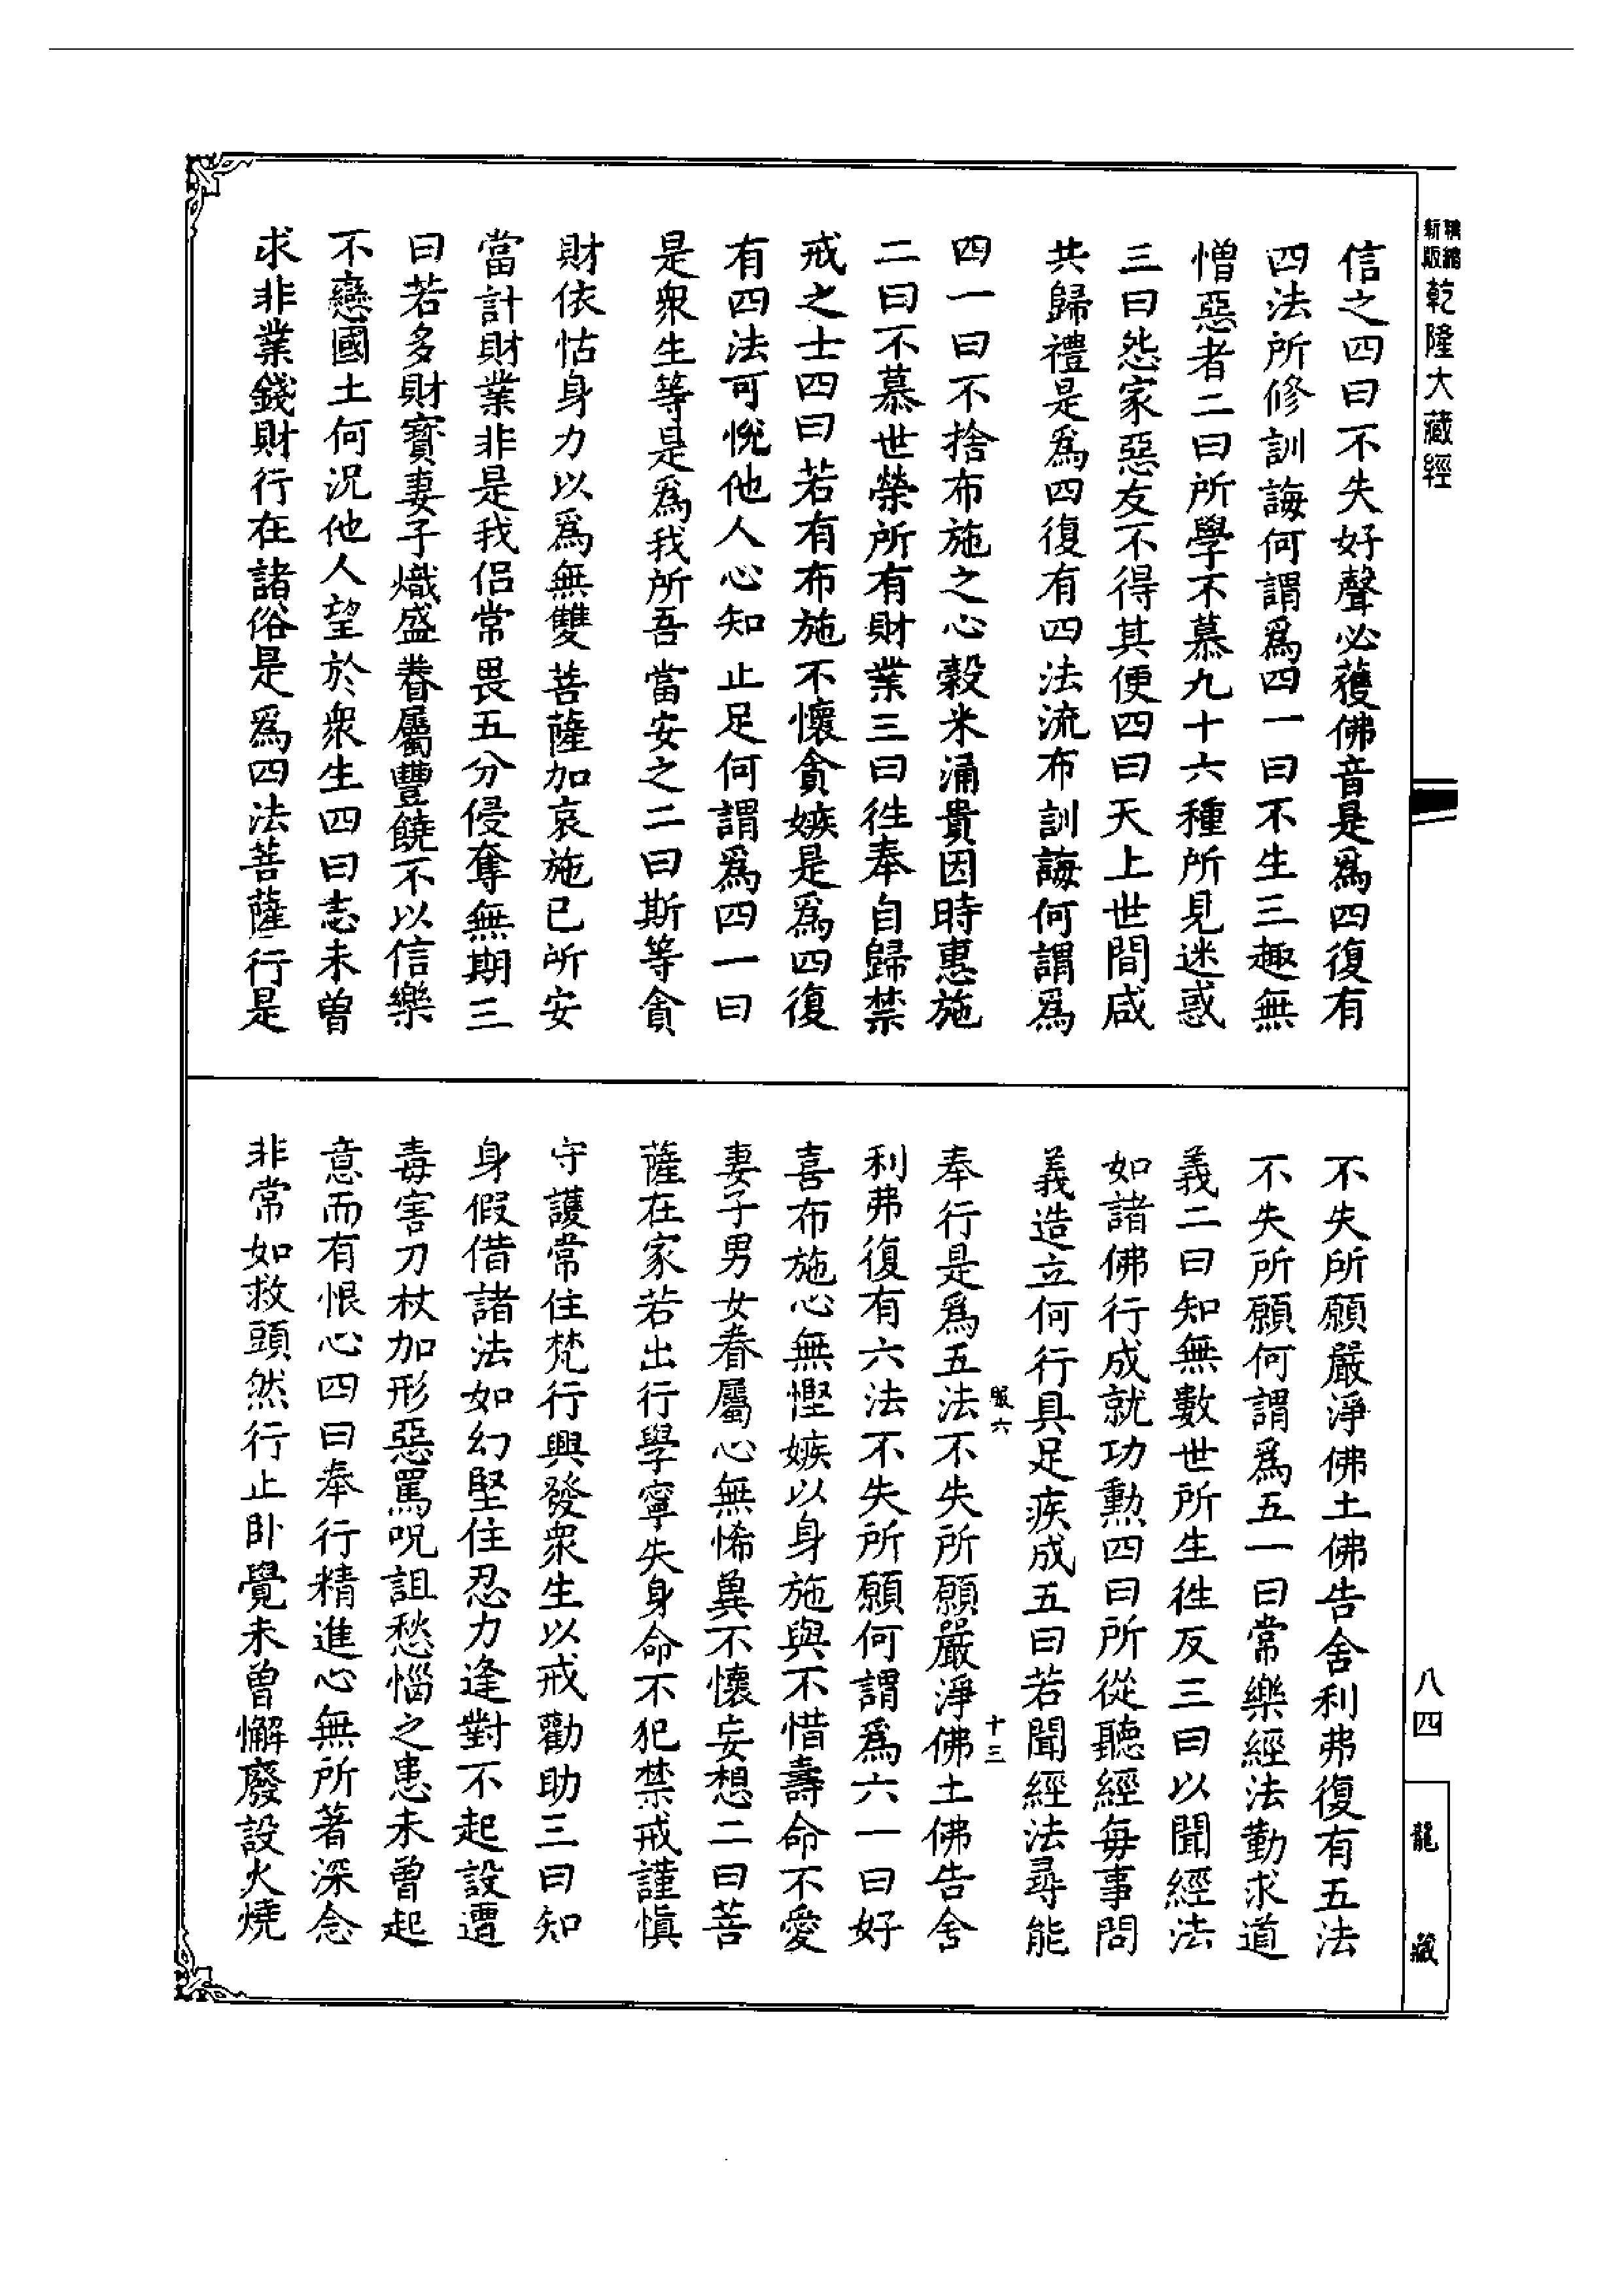 精編新版乾隆大藏經
信之四曰不失好聲必獲佛音是爲四復有
四法所修訓誨何謂爲四一曰不生三趣無
憎惡者二曰所學不慕九十六種所見迷惑
三曰怨家惡友不得其便四曰天上世間咸
共歸禮是爲四復有四法流布訓誨何謂爲
四一曰不捨布施之心穀米涌貴因時惠施
二曰不慕世榮所有財業三曰徃奉自歸禁
戒之士四曰若有布施不懷貪嫉是爲四復
有四法可悅他人心知止足何謂爲四一曰
是衆生等是爲我所吾當安之二曰斯等貪
財依怙身力以爲無雙菩薩加哀施已所安
當計財業非是我侶常畏五分侵奪無期三
曰若多財寳妻子熾盛眷屬豐饒不以信樂
不戀國土何況他人望於衆生四曰志未曽
求非業錢財行在諸俗是爲四法菩薩行是
不失所願嚴淨佛土佛告舍利弗復有五法
不失所願何謂爲五一曰常樂經法勤求道
義二曰知無數世所生徃反三曰以聞經法
如諸佛行成就功勲四曰所從聽經每事問
義造立何行具足疾成五曰若聞經法尋能
奉行是爲五法不失所願嚴淨佛土佛告舍
利弗復有六法不失所願何謂爲六一曰好
喜布施心無慳嫉以身施與不惜壽命不愛
妻子男女眷屬心無悕兾不懷妄想二曰菩
薩在家若出行學寧失身命不犯禁戒謹愼
守護常住梵行興發衆生以戒勸助三曰知
身假借諸法如幻堅住忍力逢對不起設遭
毒害刀杖加形惡罵呪詛愁惱之患未曽起
意而有恨心四曰奉行精進心無所著深念
非常如救頭然行止卧覺未曽懈廢設火燒
十三
八四
龍藏